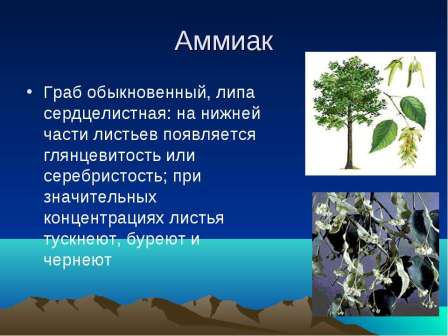 Аммиак
• Граб обыкновенный, липа
сердцелистная: на нижней
части листьев появляется
глянцевитость или
серебристость; при
значительных
концентрациях листья
тускнеют, буреют и
чернеют